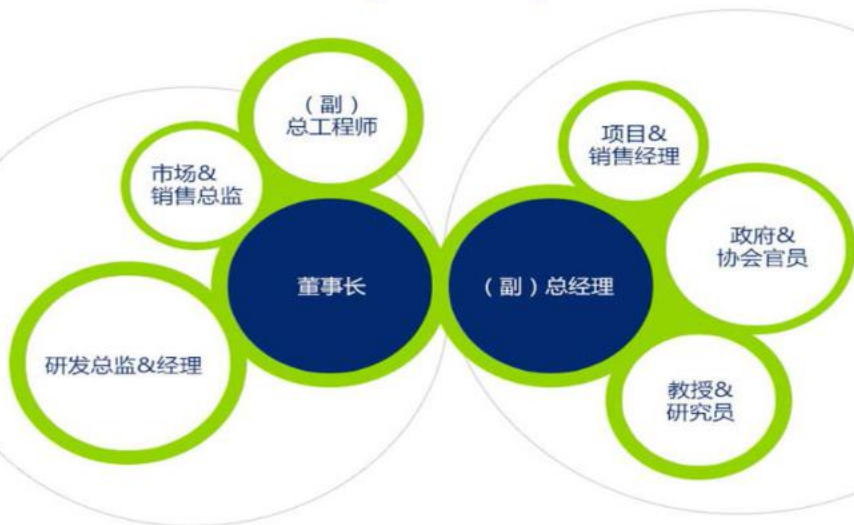 （副）
总工程师
市场&
销售总监
董事长
研发总监&经理
项目&
销售经理
（副）总经理
政府&
协会官员
教授&
研究员